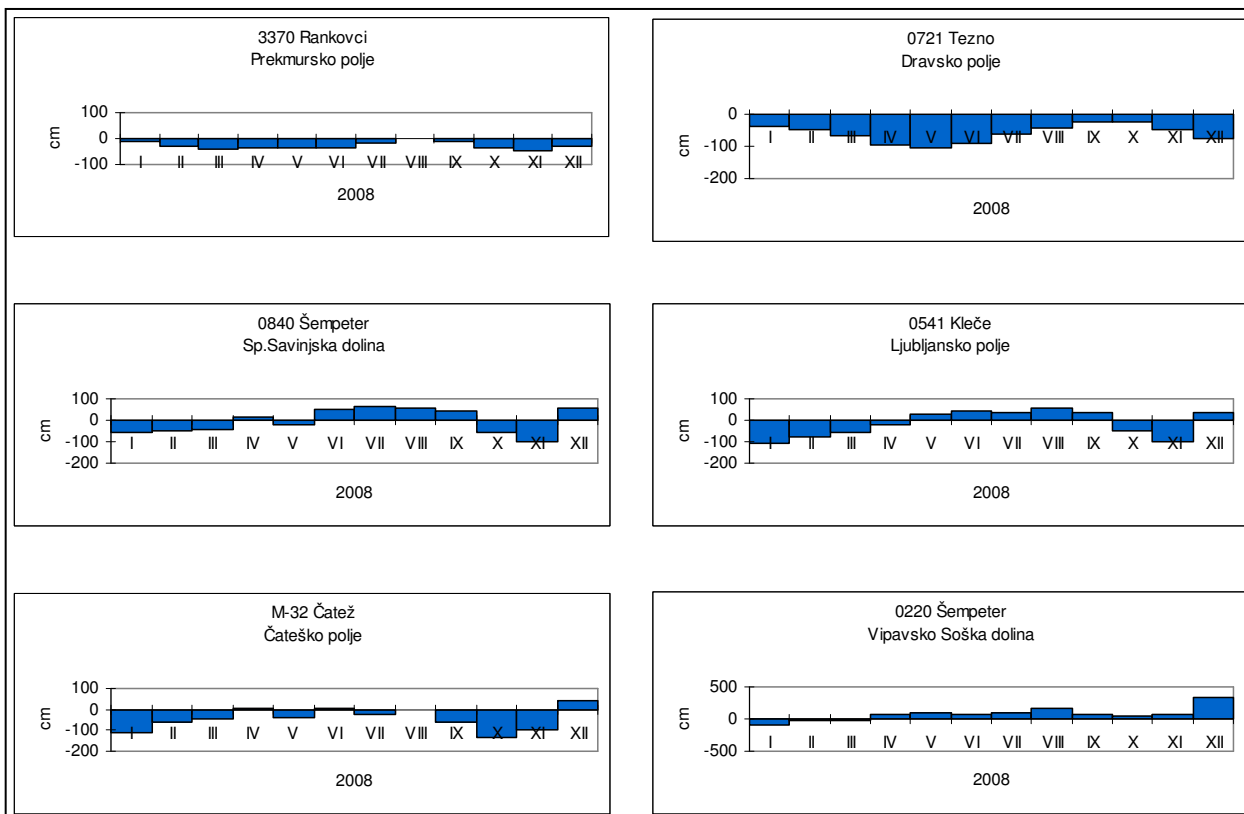 3370 Rankovci
Prekmursko polje
100
0
-100
cm
I II III IV V VI VII VIII IX X XI XII
2008
0721 Tezno
Dravsko polje
0
-100
-200
cm
I II III IV V VI VII VIII IX X XI XII
2008
0840 Šempeter
Sp.Savinjska dolina
100
0
-100
-200
cm
I II III IV V VI VII VIII IX X XI XII
2008
0541 Kleče
Ljubljansko polje
100
0
-100
-200
cm
I II III IV V VI VII VIII IX X XI XII
2008
M-32 Čatež
Čateško polje
100
0
-100
-200
cm
I II III IV V VI VII VIII IX X XI XII
2008
0220 Šempeter
Vipavsko Soška dolina
500
0
-500
cm
I II III IV V VI VII VIII IX X XI XII
2008